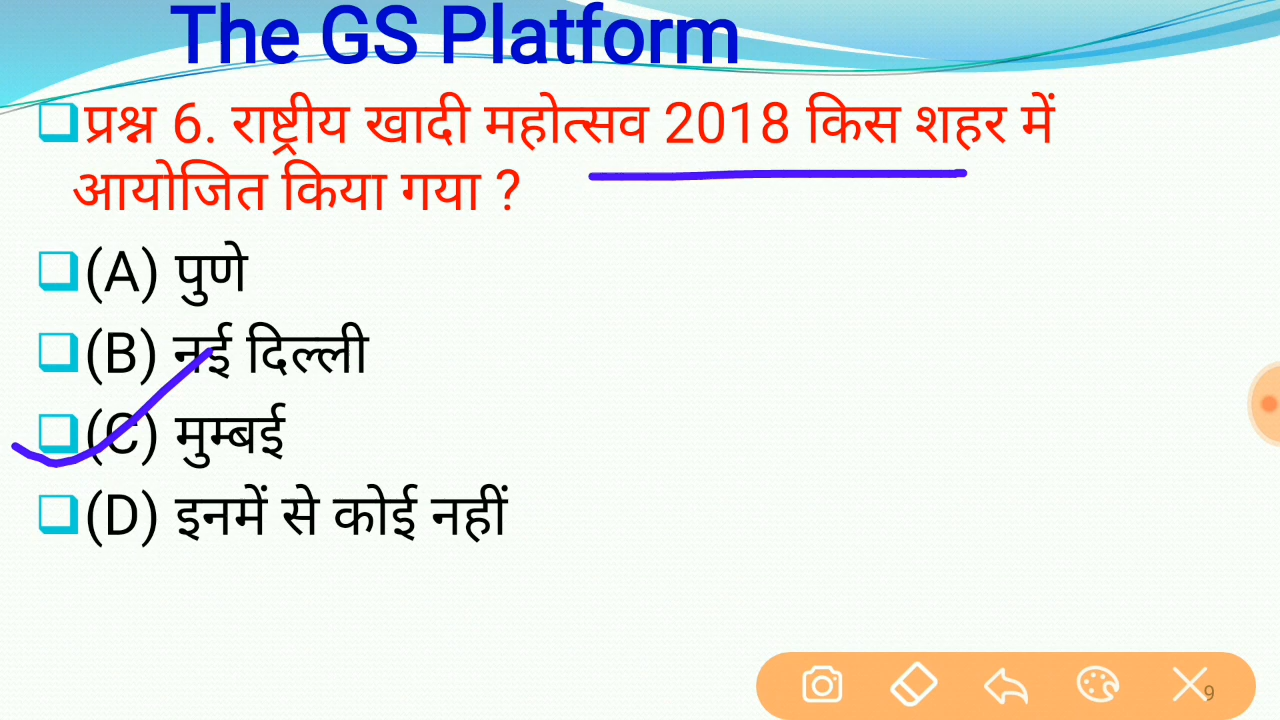 The GS Platform
प्रश्न 6. राष्ट्रीय खादी महोत्सव 2018 किस शहर में
आयोजित किया गया ?
(A) पुणे
(B) नई दिल्ली
(C) मुम्बई
(D) इनमें से कोई नहीं
9